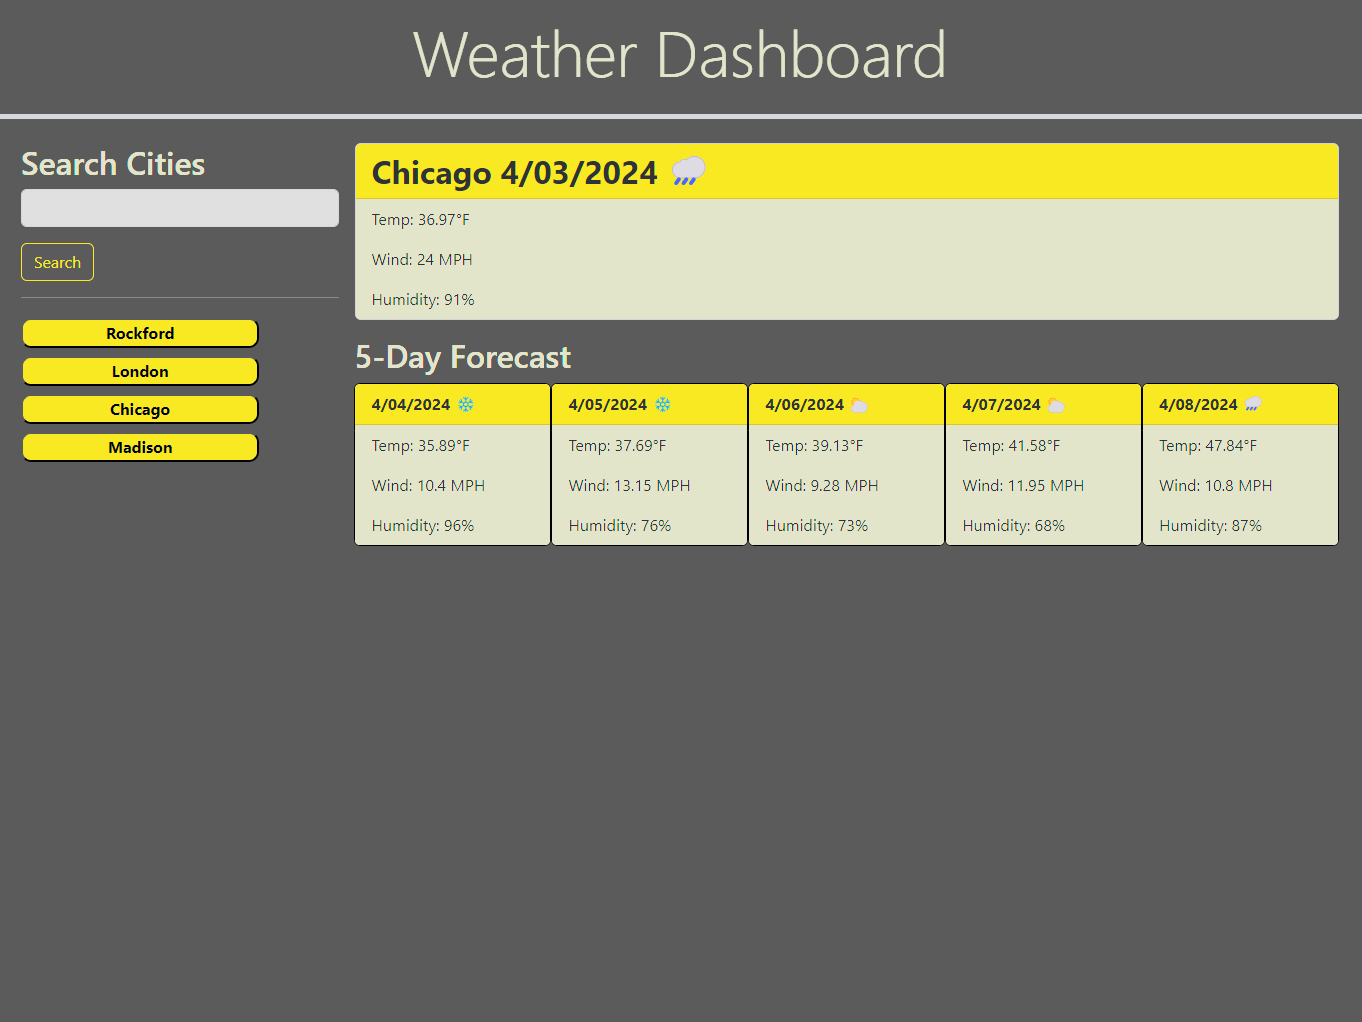 Weather Dashboard
Search Cities
Search
Rockford
London
Chicago
Madison
Chicago 4/03/2024
Temp: 36.97°F
Wind: 24 MPH
Humidity: 91%
5-Day Forecast
4/04/2024
Temp: 35.89°F
Wind: 10.4 MPH
Humidity: 96%
4/05/2024
Temp: 37.69°F
Wind: 13.15 MPH
Humidity: 76%
4/06/2024
Temp: 39.13°F
Wind: 9.28 MPH
Humidity: 73%
4/07/2024
Temp: 41.58°F
Wind: 11.95 MPH
Humidity: 68%
4/08/2024
Temp: 47.84°F
Wind: 10.8 MPH
Humidity: 87%